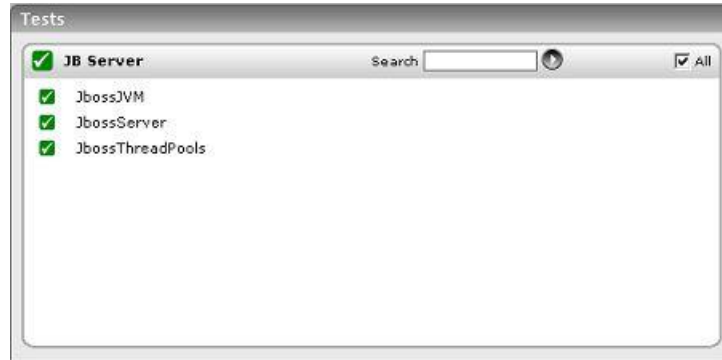 Tests
JB Server Search All
JbossJVM
JbossServer
JbossThreadPools